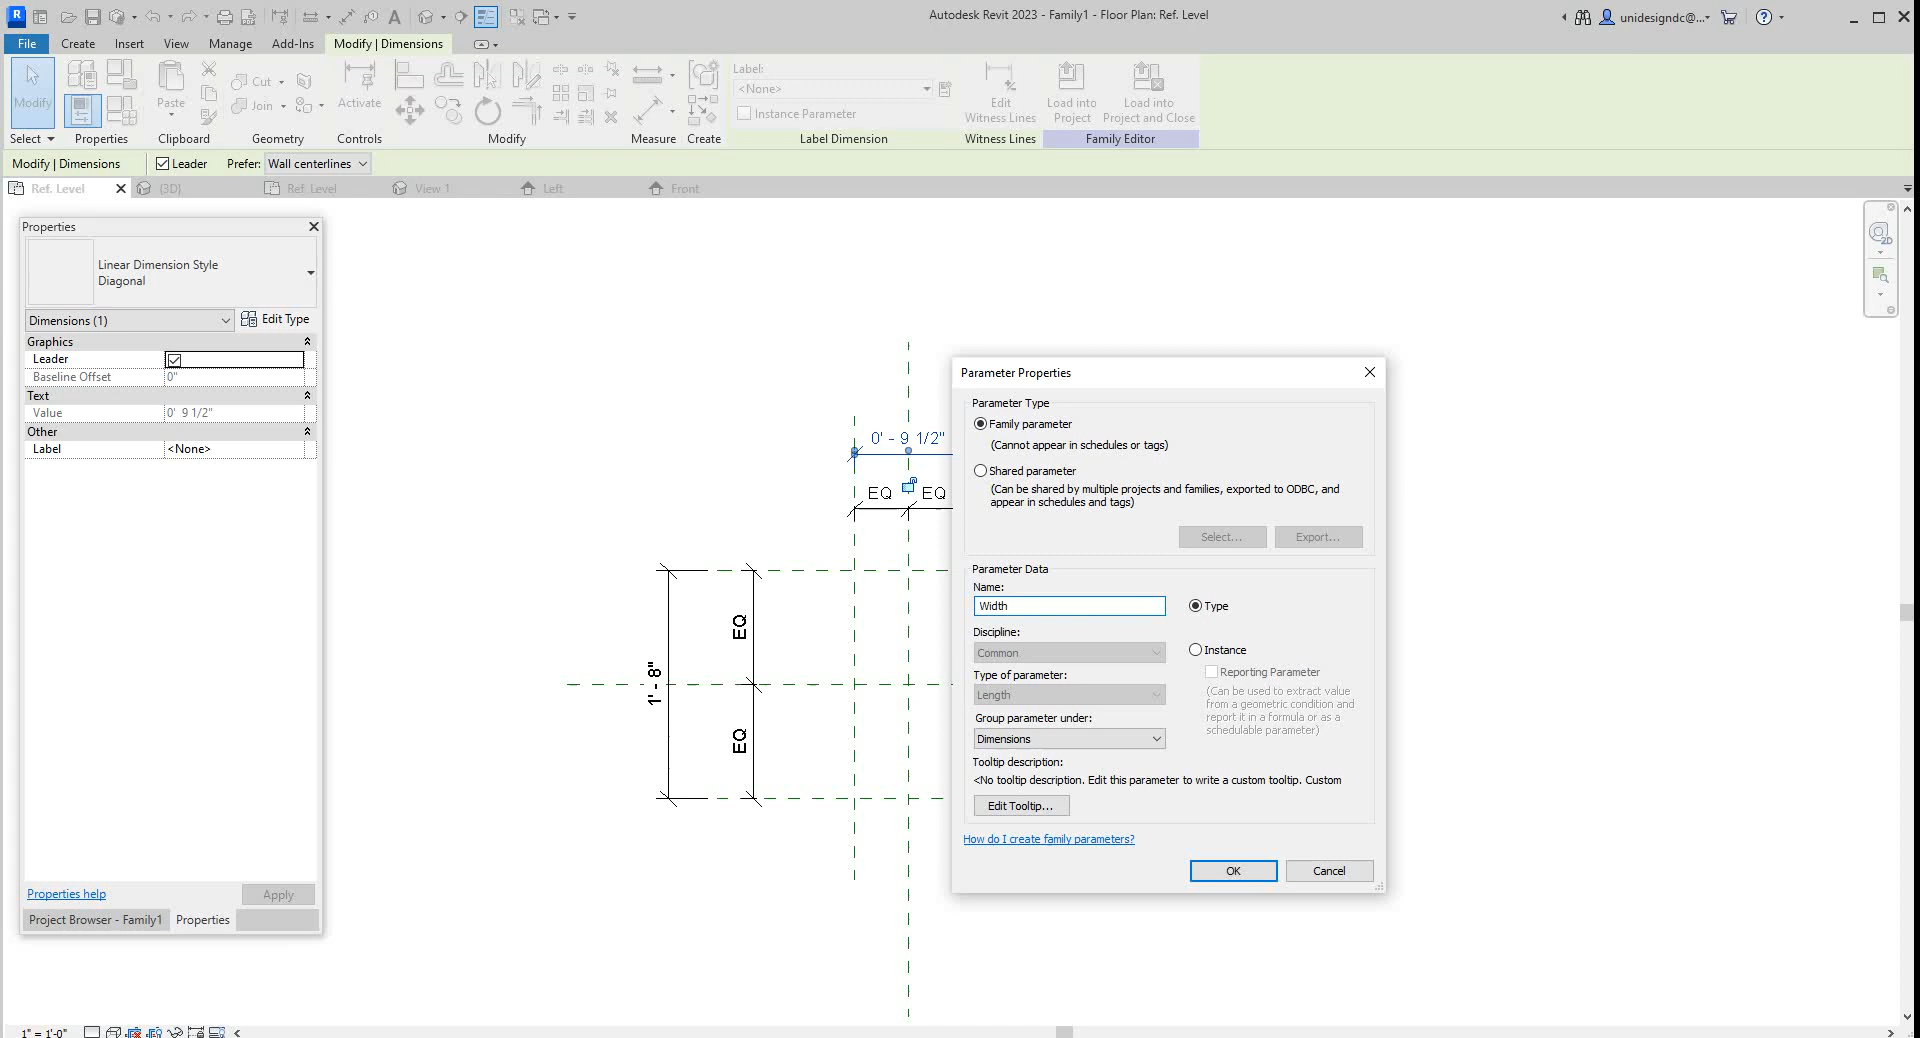 Autodesk Revit 2023 - Family1 - Floor Plan: Ref. Level
unidesigndc@...
File Create Insert View Manage Add-Ins Modify | Dimensions
Modify
Paste
Cut
Join
Activate
Label:
<None>
Instance Parameter
Edit
Witness Lines
Load into
Project
Load into
Project and Close
Select Properties Clipboard Geometry Controls Modify Measure Create Label Dimension Witness Lines Family Editor
Modify | Dimensions Leader Prefer: Wall centerlines
Ref. Level (3D) Ref. Level View 1 Left Front
Properties
Linear Dimension Style
Diagonal
Dimensions (1) Edit Type
Graphics
Leader
Baseline Offset 0"
Text
Value 0' 9 1/2"
Other
Label <None>
Properties help Apply
Project Browser - Family1 Properties
1" = 1'-0"
2D
0' - 9 1/2"
EQ EQ
EQ
1' - 8"
EQ
Parameter Properties
Parameter Type
Family parameter
(Cannot appear in schedules or tags)
Shared parameter
(Can be shared by multiple projects and families, exported to ODBC, and
appear in schedules and tags)
Select... Export...
Parameter Data
Name:
Width Type
Discipline:
Common Instance
Reporting Parameter
Type of parameter:
Length
(Can be used to extract value
from a geometric condition and
report it in a formula or as a
schedulable parameter)
Group parameter under:
Dimensions
Tooltip description:
<No tooltip description. Edit this parameter to write a custom tooltip. Custom
Edit Tooltip...
How do I create family parameters?
OK Cancel